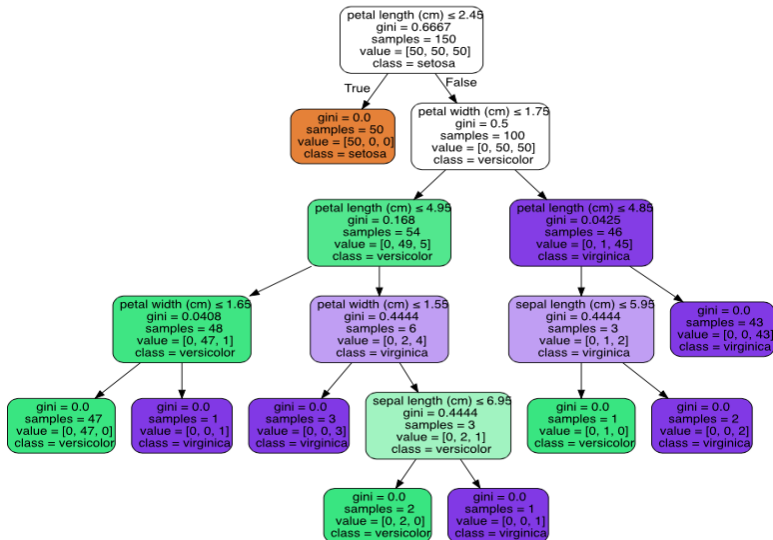 petal length (cm) ≤ 2.45
gini = 0.6667
samples = 150
value = [50, 50, 50]
class = setosa
True
False
gini = 0.0
samples = 50
value = [50, 0, 0]
class = setosa
petal width (cm) ≤ 1.75
gini = 0.5
samples = 100
value = [0, 50, 50]
class = versicolor
petal length (cm) ≤ 4.95
gini = 0.168
samples = 54
value = [0, 49, 5]
class = versicolor
petal length (cm) ≤ 4.85
gini = 0.0425
samples = 46
value = [0, 1, 45]
class = virginica
petal width (cm) ≤ 1.65
gini = 0.0408
samples = 48
value = [0, 47, 1]
class = versicolor
petal width (cm) ≤ 1.55
gini = 0.4444
samples = 6
value = [0, 2, 4]
class = virginica
sepal length (cm) ≤ 5.95
gini = 0.4444
samples = 3
value = [0, 1, 2]
class = virginica
gini = 0.0
samples = 43
value = [0, 0, 43]
class = virginica
gini = 0.0
samples = 47
value = [0, 47, 0]
class = versicolor
gini = 0.0
samples = 1
value = [0, 0, 1]
class = virginica
gini = 0.0
samples = 3
value = [0, 0, 3]
class = virginica
sepal length (cm) ≤ 6.95
gini = 0.4444
samples = 3
value = [0, 2, 1]
class = versicolor
gini = 0.0
samples = 1
value = [0, 1, 0]
class = versicolor
gini = 0.0
samples = 2
value = [0, 0, 2]
class = virginica
gini = 0.0
samples = 2
value = [0, 2, 0]
class = versicolor
gini = 0.0
samples = 1
value = [0, 0, 1]
class = virginica